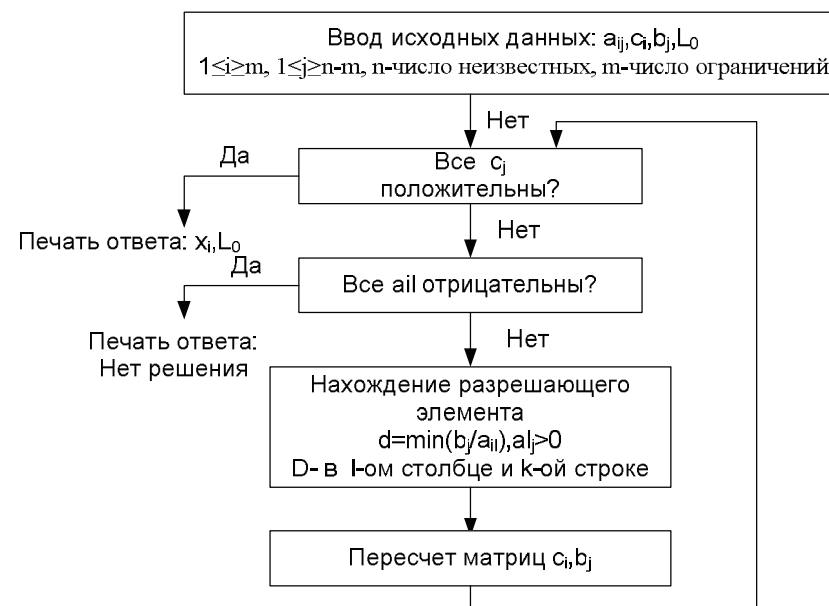 Ввод исходных данных: aᵢⱼ,cᵢ,bⱼ,L₀
1≤i≥m, 1≤j≥n-m, n-число неизвестных, m-число ограничений
Нет
Да
Все cⱼ
положительны?
Печать ответа: xᵢ,L₀
Нет
Да
Все ail отрицательны?
Печать ответа:
Нет решения
Нет
Нахождение разрешающего
элемента
d=min(bⱼ/aᵢₗ),alⱼ>0
D- в l-ом столбце и k-ой строке
Пересчет матриц cᵢ,bⱼ